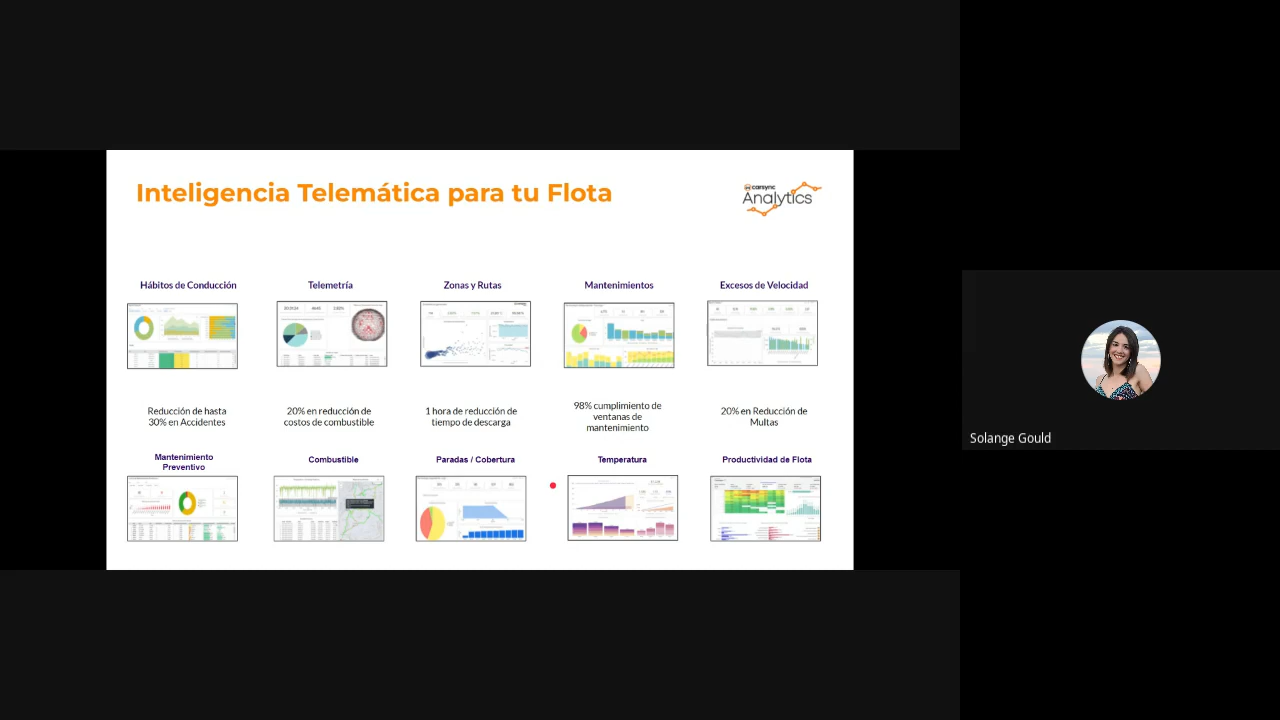 Inteligencia Telemática para tu Flota
carsync
Analytics
Hábitos de Conducción
Telemetría
Zonas y Rutas
Mantenimientos
Excesos de Velocidad
Reducción de hasta
30% en Accidentes
20% en reducción de
costos de combustible
1 hora de reducción de
tiempo de descarga
98% cumplimiento de
ventanas de
mantenimiento
20% en Reducción de
Multas
Mantenimiento
Preventivo
Combustible
Paradas / Cobertura
Temperatura
Productividad de Flota
Solange Gould